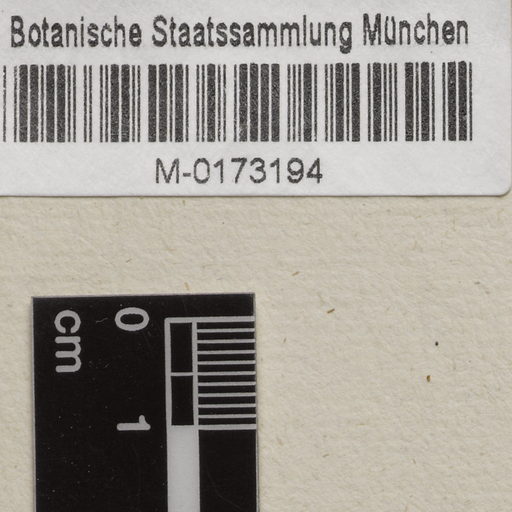 Botanische Staatssammlung München
M-0173194
0
cm
1